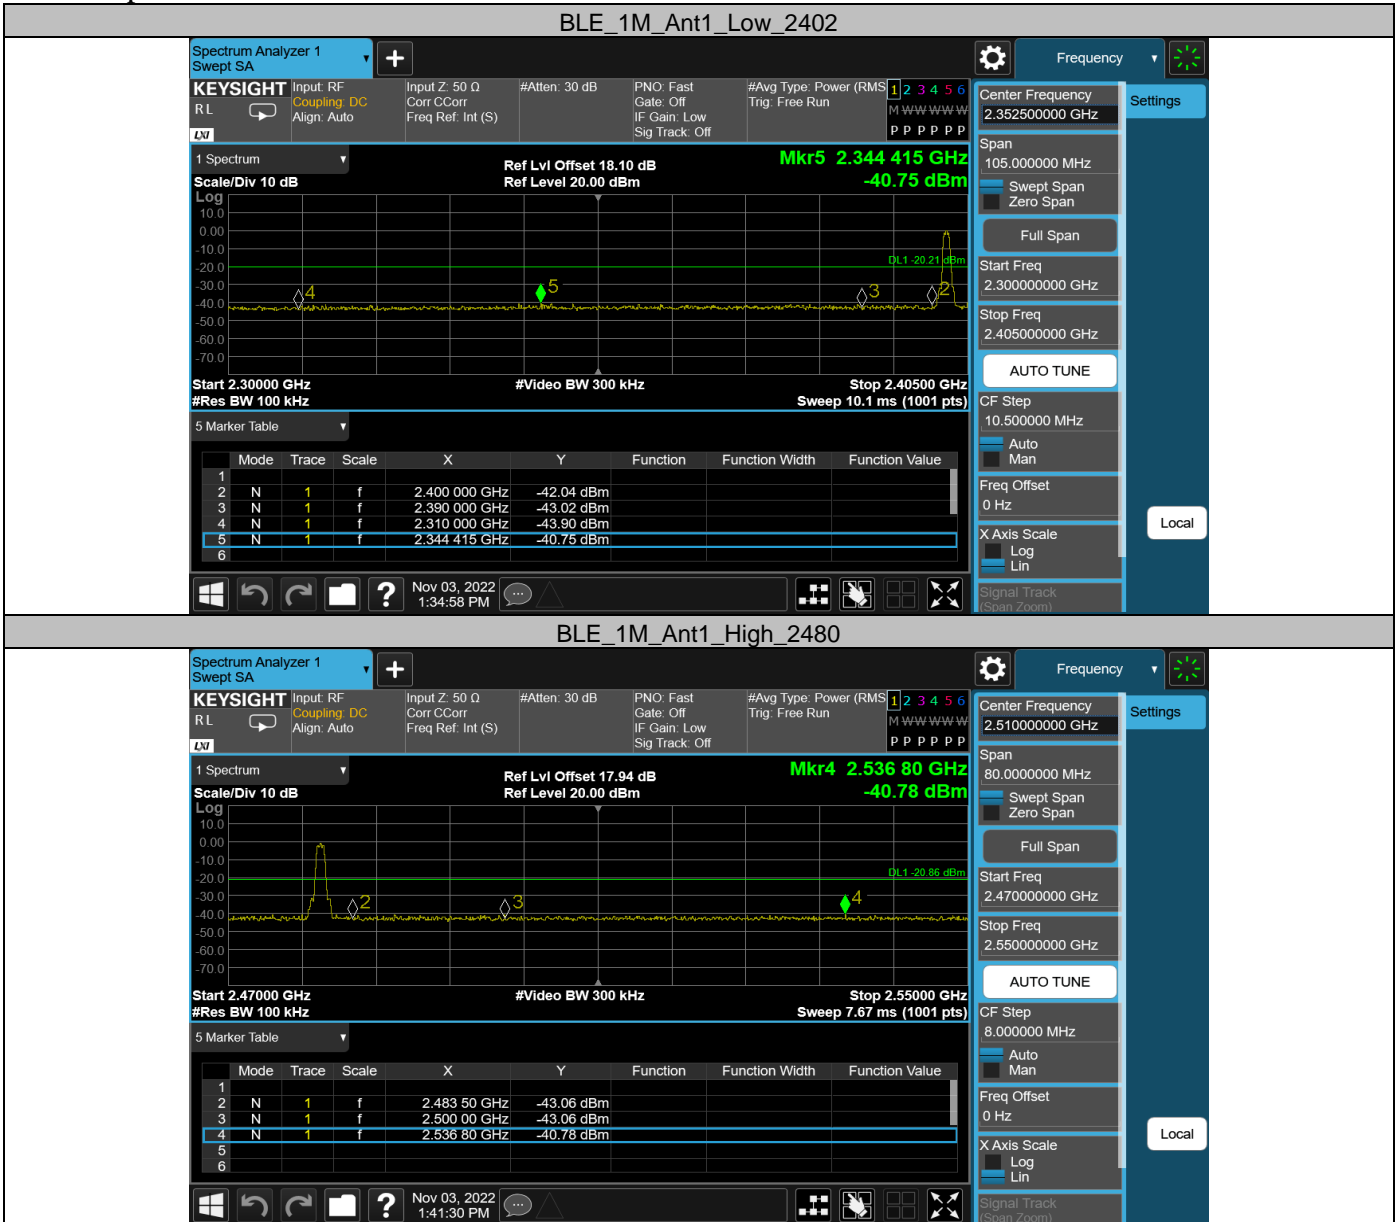 BLE_1M_Ant1_Low_2402
Spectrum Analyzer 1
Swept SA
+
Frequency
KEYSIGHT
RL
LXI
Input: RF
Coupling: DC
Align: Auto
Input Z: 50 Ω
Corr CCorr
Freq Ref: Int (S)
#Atten: 30 dB
PNO: Fast
Gate: Off
IF Gain: Low
Sig Track: Off
#Avg Type: Power (RMS
Trig: Free Run
1 2 3 4 5 6
M W W W W W
P P P P P P
Center Frequency
2.352500000 GHz
Settings
Span
105.000000 MHz
Swept Span
Zero Span
Full Span
Start Freq
2.300000000 GHz
Stop Freq
2.405000000 GHz
AUTO TUNE
CF Step
10.500000 MHz
Auto
Man
Freq Offset
0 Hz
X Axis Scale
Log
Lin
Signal Track
(Span Zoom)
Local
1 Spectrum
Scale/Div 10 dB
Ref Lvl Offset 18.10 dB
Ref Level 20.00 dBm
Mkr5 2.344 415 GHz
-40.75 dBm
Log
10.0
0.00
-10.0
-20.0
-30.0
-40.0
-50.0
-60.0
-70.0
DL1 -20.21 dBm
4
5
3
2
Start 2.30000 GHz
#Res BW 100 kHz
#Video BW 300 kHz
Stop 2.40500 GHz
Sweep 10.1 ms (1001 pts)
5 Marker Table
Mode Trace Scale X Y Function Function Width Function Value
1
2 N 1 f 2.400 000 GHz -42.04 dBm
3 N 1 f 2.390 000 GHz -43.02 dBm
4 N 1 f 2.310 000 GHz -43.90 dBm
5 N 1 f 2.344 415 GHz -40.75 dBm
6
?
Nov 03, 2022
1:34:58 PM
BLE_1M_Ant1_High_2480
Spectrum Analyzer 1
Swept SA
+
Frequency
KEYSIGHT
RL
LXI
Input: RF
Coupling: DC
Align: Auto
Input Z: 50 Ω
Corr CCorr
Freq Ref: Int (S)
#Atten: 30 dB
PNO: Fast
Gate: Off
IF Gain: Low
Sig Track: Off
#Avg Type: Power (RMS
Trig: Free Run
1 2 3 4 5 6
M W W W W W
P P P P P P
Center Frequency
2.510000000 GHz
Settings
Span
80.0000000 MHz
Swept Span
Zero Span
Full Span
Start Freq
2.470000000 GHz
Stop Freq
2.550000000 GHz
AUTO TUNE
CF Step
8.000000 MHz
Auto
Man
Freq Offset
0 Hz
X Axis Scale
Log
Lin
Signal Track
(Span Zoom)
Local
1 Spectrum
Scale/Div 10 dB
Ref Lvl Offset 17.94 dB
Ref Level 20.00 dBm
Mkr4 2.536 80 GHz
-40.78 dBm
Log
10.0
0.00
-10.0
-20.0
-30.0
-40.0
-50.0
-60.0
-70.0
DL1 -20.86 dBm
2
3
4
Start 2.47000 GHz
#Res BW 100 kHz
#Video BW 300 kHz
Stop 2.55000 GHz
Sweep 7.67 ms (1001 pts)
5 Marker Table
Mode Trace Scale X Y Function Function Width Function Value
1
2 N 1 f 2.483 50 GHz -43.06 dBm
3 N 1 f 2.500 00 GHz -43.06 dBm
4 N 1 f 2.536 80 GHz -40.78 dBm
5
6
?
Nov 03, 2022
1:41:30 PM